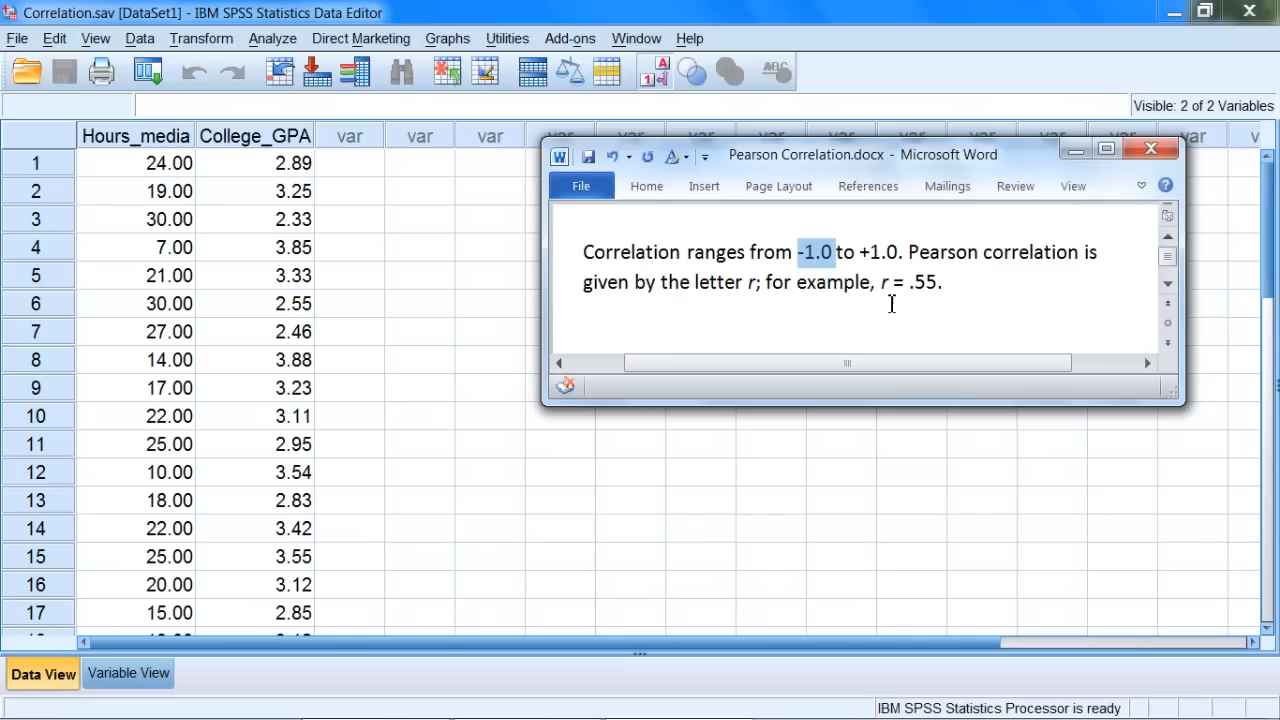 Correlation.sav [DataSet1] - IBM SPSS Statistics Data Editor
File Edit View Data Transform Analyze Direct Marketing Graphs Utilities Add-ons Window Help
Visible: 2 of 2 Variables
Hours_media College_GPA var var var var var var
1 24.00 2.89
2 19.00 3.25
3 30.00 2.33
4 7.00 3.85
5 21.00 3.33
6 30.00 2.55
7 27.00 2.46
8 14.00 3.88
9 17.00 3.23
10 22.00 3.11
11 25.00 2.95
12 10.00 3.54
13 18.00 2.83
14 22.00 3.42
15 25.00 3.55
16 20.00 3.12
17 15.00 2.85
Pearson Correlation.docx - Microsoft Word
File Home Insert Page Layout References Mailings Review View
Correlation ranges from -1.0 to +1.0. Pearson correlation is
given by the letter r; for example, r = .55.
Data View Variable View
IBM SPSS Statistics Processor is ready